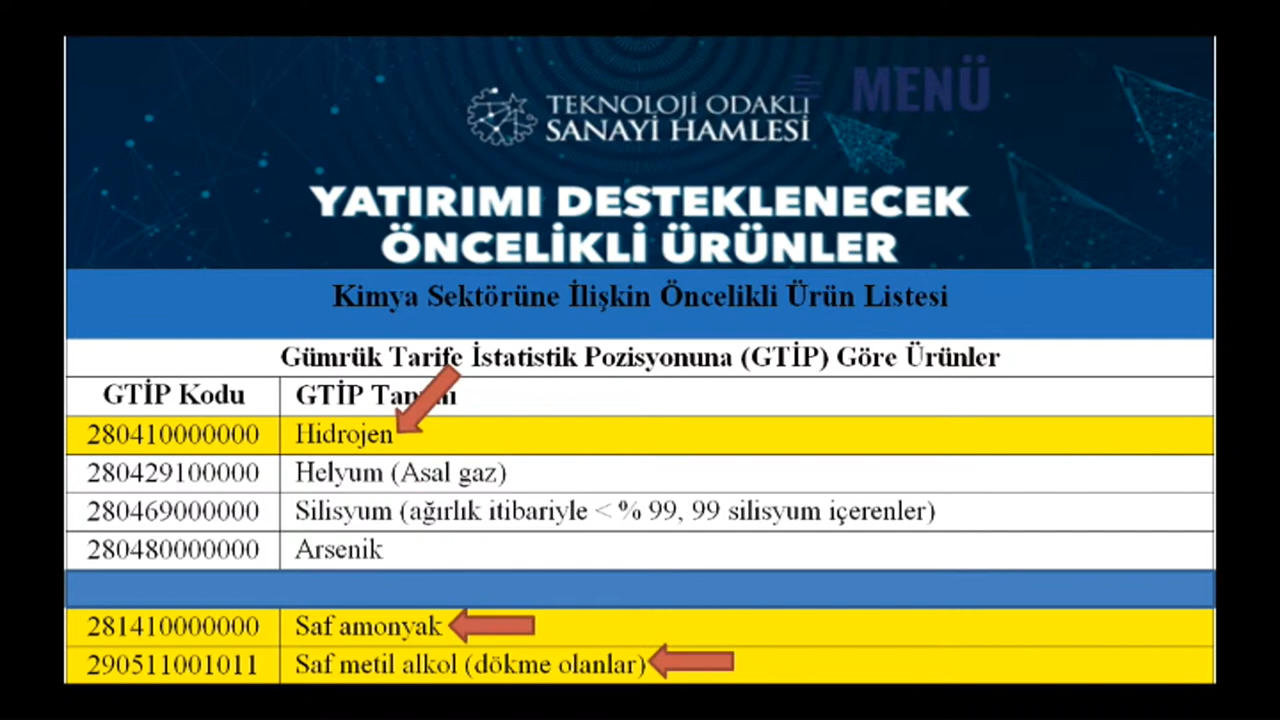 MENÜ
TEKNOLOJİ ODAKLI
SANAYİ HAMLESİ
YATIRIMI DESTEKLENECEK
ÖNCELİKLİ ÜRÜNLER
Kimya Sektörüne İlişkin Öncelikli Ürün Listesi
Gümrük Tarife İstatistik Pozisyonuna (GTİP) Göre Ürünler
GTİP Kodu GTİP Tanımı
280410000000 Hidrojen
280429100000 Helyum (Asal gaz)
280469000000 Silisyum (ağırlık itibariyle < % 99, 99 silisyum içerenler)
280480000000 Arsenik
281410000000 Saf amonyak
290511001011 Saf metil alkol (dökme olanlar)